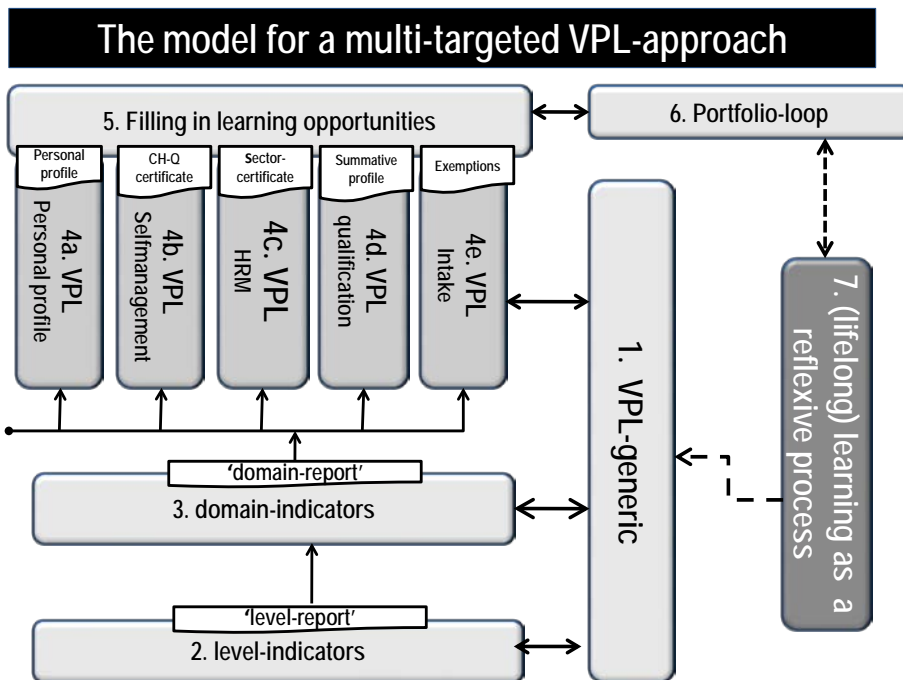 The model for a multi-targeted VPL-approach
5. Filling in learning opportunities
6. Portfolio-loop
Personal
profile
CH-Q
certificate
Sector-
certificate
Summative
profile
Exemptions
4a. VPL
Personal profile
4b. VPL
Selfmanagement
4c. VPL
HRM
4d. VPL
qualification
4e. VPL
Intake
1. VPL-generic
7. (lifelong) learning as a
reflexive process
'domain-report'
3. domain-indicators
'level-report'
2. level-indicators